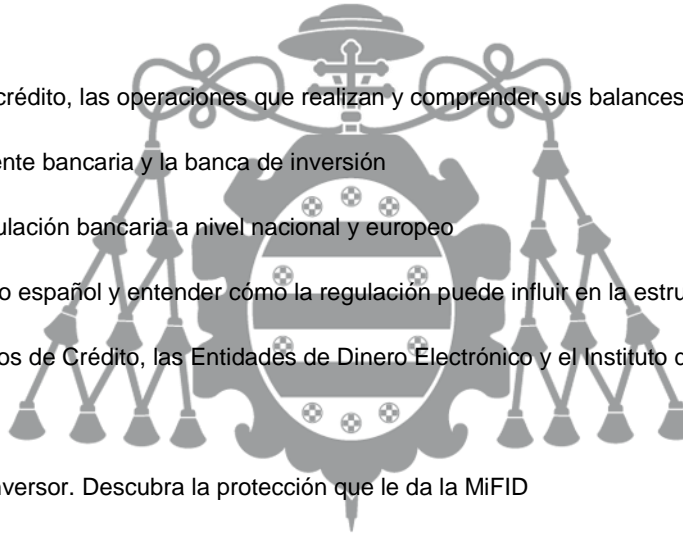 crédito, las operaciones que realizan y comprender sus balances
nte bancaria y la banca de inversión
ulación bancaria a nivel nacional y europeo
o español y entender cómo la regulación puede influir en la estru
os de Crédito, las Entidades de Dinero Electrónico y el Instituto
nversor. Descubra la protección que le da la MiFID